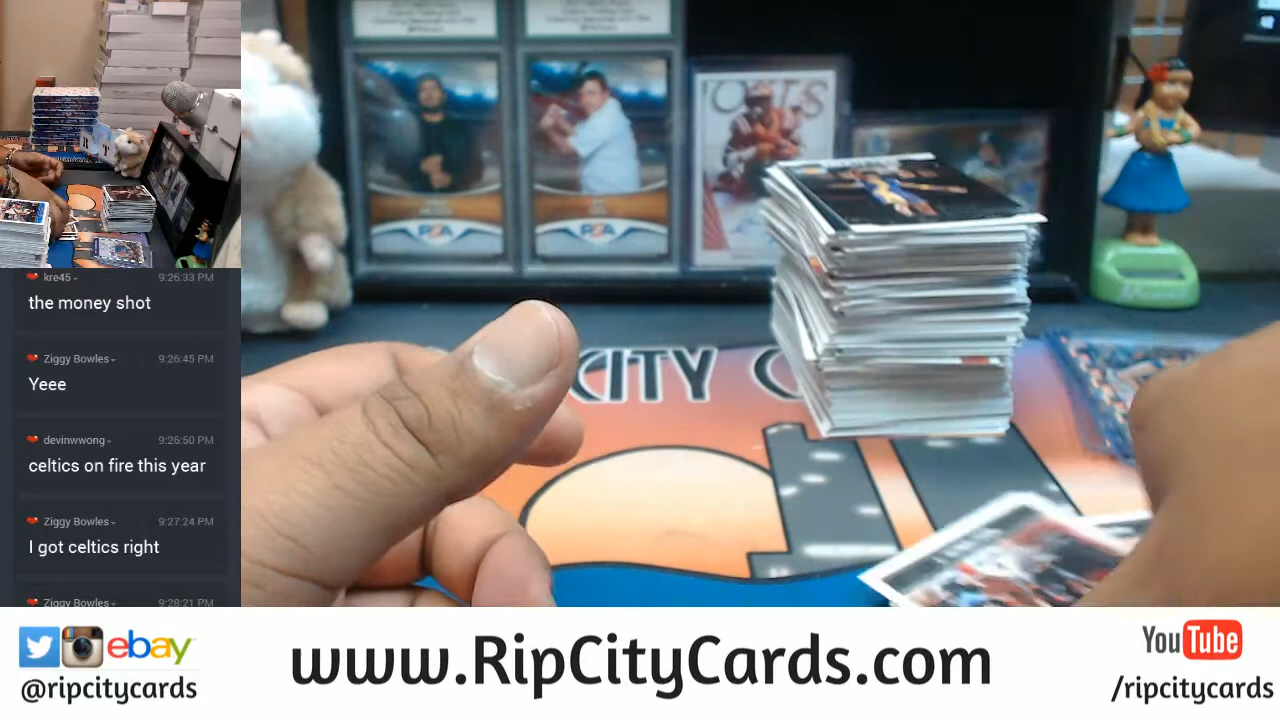 kre45 9:26:33 PM
the money shot
Ziggy Bowles 9:26:45 PM
Yeee
devinwwong 9:26:50 PM
celtics on fire this year
Ziggy Bowles 9:27:24 PM
I got celtics right
Ziggy Bowles 9:28:21 PM
PSA
PSA
CITY C
ebay
@ripcitycards
www.RipCityCards.com
YouTube
/ripcitycards